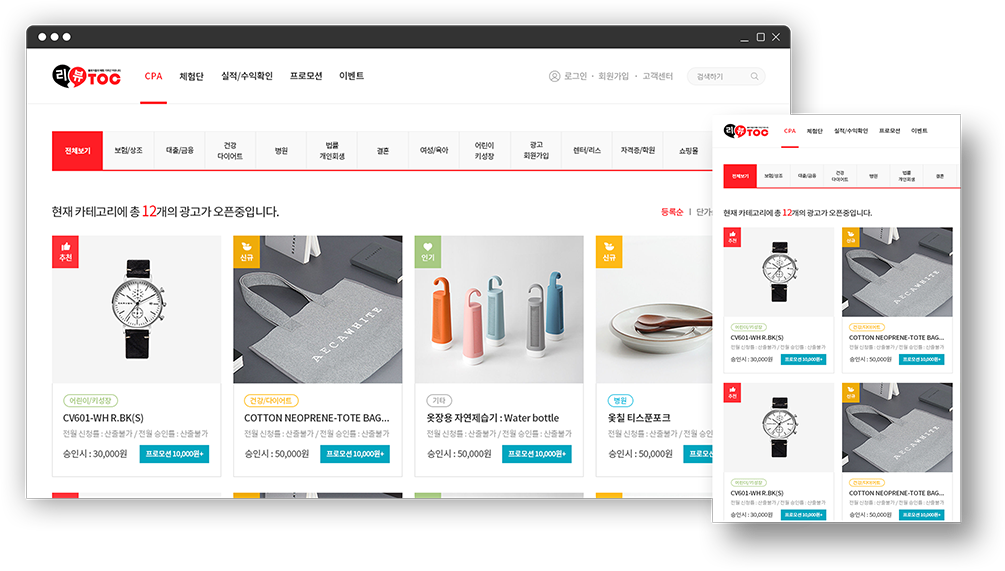 리뷰TOC
CPA 체험단 실적/수익확인 프로모션 이벤트
로그인 · 회원가입 · 고객센터
검색하기
전체보기 보험/상조 대출/금융 건강 다이어트 병원 법률 개인회생 결혼 여성/육아 어린이 키성장 광고 회원가입 렌터/리스 자격증/학원 쇼핑몰
현재 카테고리에 총 12개의 광고가 오픈중입니다.
등록순 | 단가
추천
신규
AECAWHITE
인기
신규
어린이/키성장
CV601-WH R.BK(S)
전월 신청률 : 산출불가 / 전월 승인률 : 산출불가
승인시 : 30,000원 프로모션 10,000원+
건강/다이어트
COTTON NEOPRENE-TOTE BAG...
전월 신청률 : 산출불가 / 전월 승인률 : 산출불가
승인시 : 50,000원 프로모션 10,000원+
기타
옷장용 자연제습기 : Water bottle
전월 신청률 : 산출불가 / 전월 승인률 : 산출불가
승인시 : 50,000원 프로모션 10,000원+
병원
옻칠 티스푼포크
전월 신청률 : 산출불가
승인시 : 50,000원 프로모
리뷰TOC
CPA 체험단 실적/수익확인 프로모션 이벤트
전체보기 보험/상조 대출/금융 건강 다이어트 병원 법률 개인회생 결혼
현재 카테고리에 총 12개의 광고가 오픈중입니다.
추천
신규
AECAWHITE
어린이/키성장
CV601-WH R.BK(S)
전월 신청률 : 산출불가 / 전월 승인률 : 산출불가
승인시 : 30,000원 프로모션 10,000원+
건강/다이어트
COTTON NEOPRENE-TOTE BAG...
전월 신청률 : 산출불가 / 전월 승인률 : 산출불가
승인시 : 50,000원 프로모션 10,000원+
추천
신규
AECAWHITE
어린이/키성장
CV601-WH R.BK(S)
전월 신청률 : 산출불가 / 전월 승인률 : 산출불가
승인시 : 30,000원 프로모션 10,000원+
건강/다이어트
COTTON NEOPRENE-TOTE BAG...
전월 신청률 : 산출불가 / 전월 승인률 : 산출불가
승인시 : 50,000원 프로모션 10,000원+